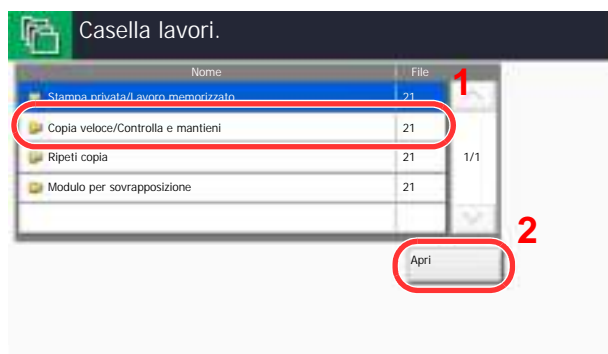 Casella lavori.
Nome File
1
Stampa privata/Lavoro memorizzato 21
Copia veloce/Controlla e mantieni 21
Ripeti copia 21 1/1
Modulo per sovrapposizione 21
2
Apri